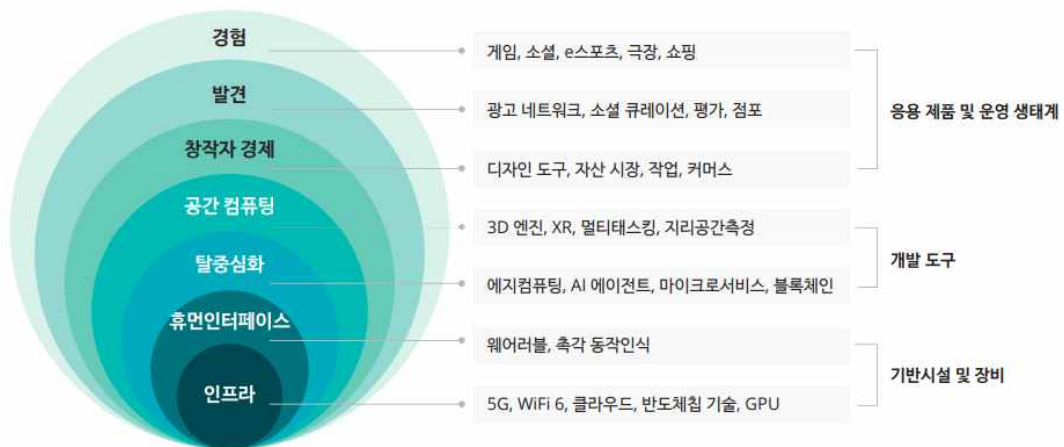 경험
게임, 소셜, e스포츠, 극장, 쇼핑
발견
광고 네트워크, 소셜 큐레이션, 평가, 점포
응용 제품 및 운영 생태계
창작자 경제
디자인 도구, 자산 시장, 작업, 커머스
공간 컴퓨팅
3D 엔진, XR, 멀티태스킹, 지리공간측정
개발 도구
탈중심화
에지컴퓨팅, AI 에이전트, 마이크로서비스, 블록체인
휴먼인터페이스
웨어러블, 촉각 동작인식
기반시설 및 장비
인프라
5G, WiFi 6, 클라우드, 반도체칩 기술, GPU